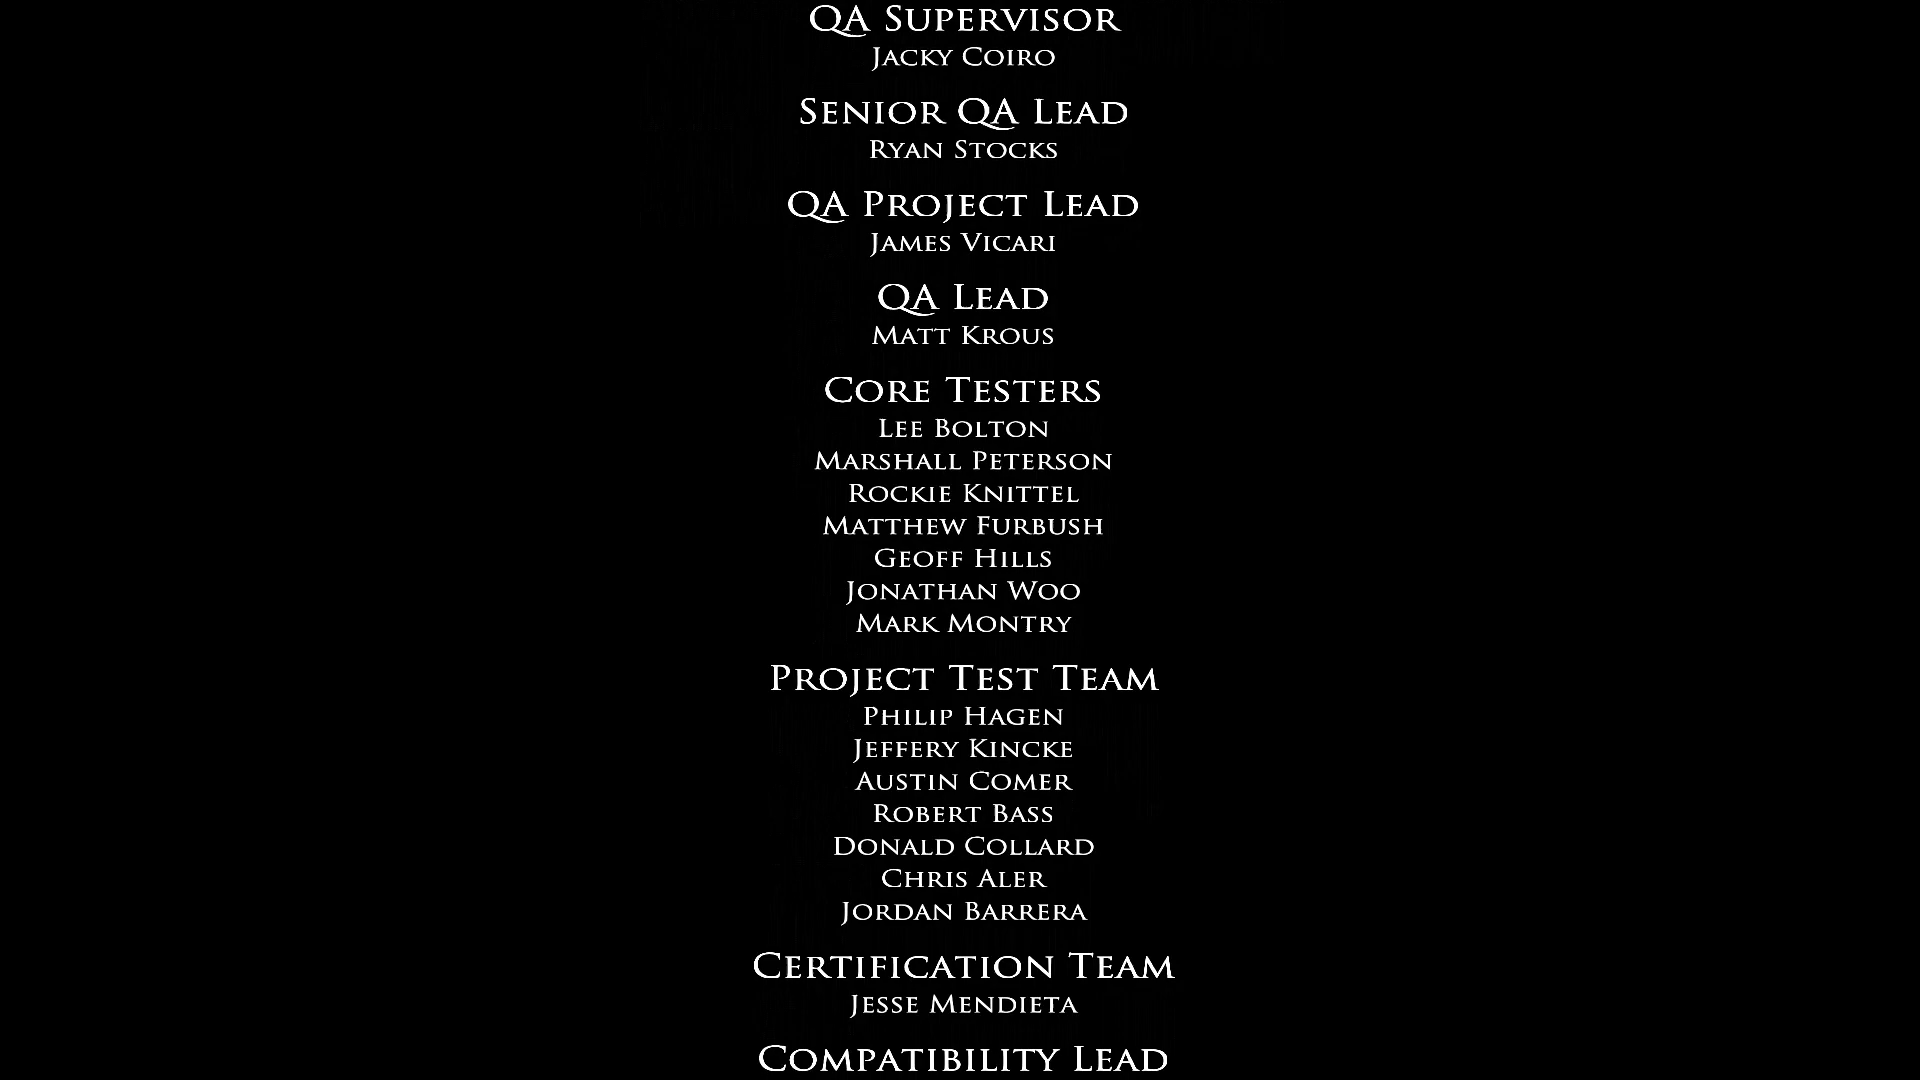 QA Supervisor
Jacky Coiro
Senior QA Lead
Ryan Stocks
QA Project Lead
James Vicari
QA Lead
Matt Krous
Core Testers
Lee Bolton
Marshall Peterson
Rockie Knittel
Matthew Furbush
Geoff Hills
Jonathan Woo
Mark Montry
Project Test Team
Philip Hagen
Jeffery Kincke
Austin Comer
Robert Bass
Donald Collard
Chris Aler
Jordan Barrera
Certification Team
Jesse Mendieta
Compatibility Lead